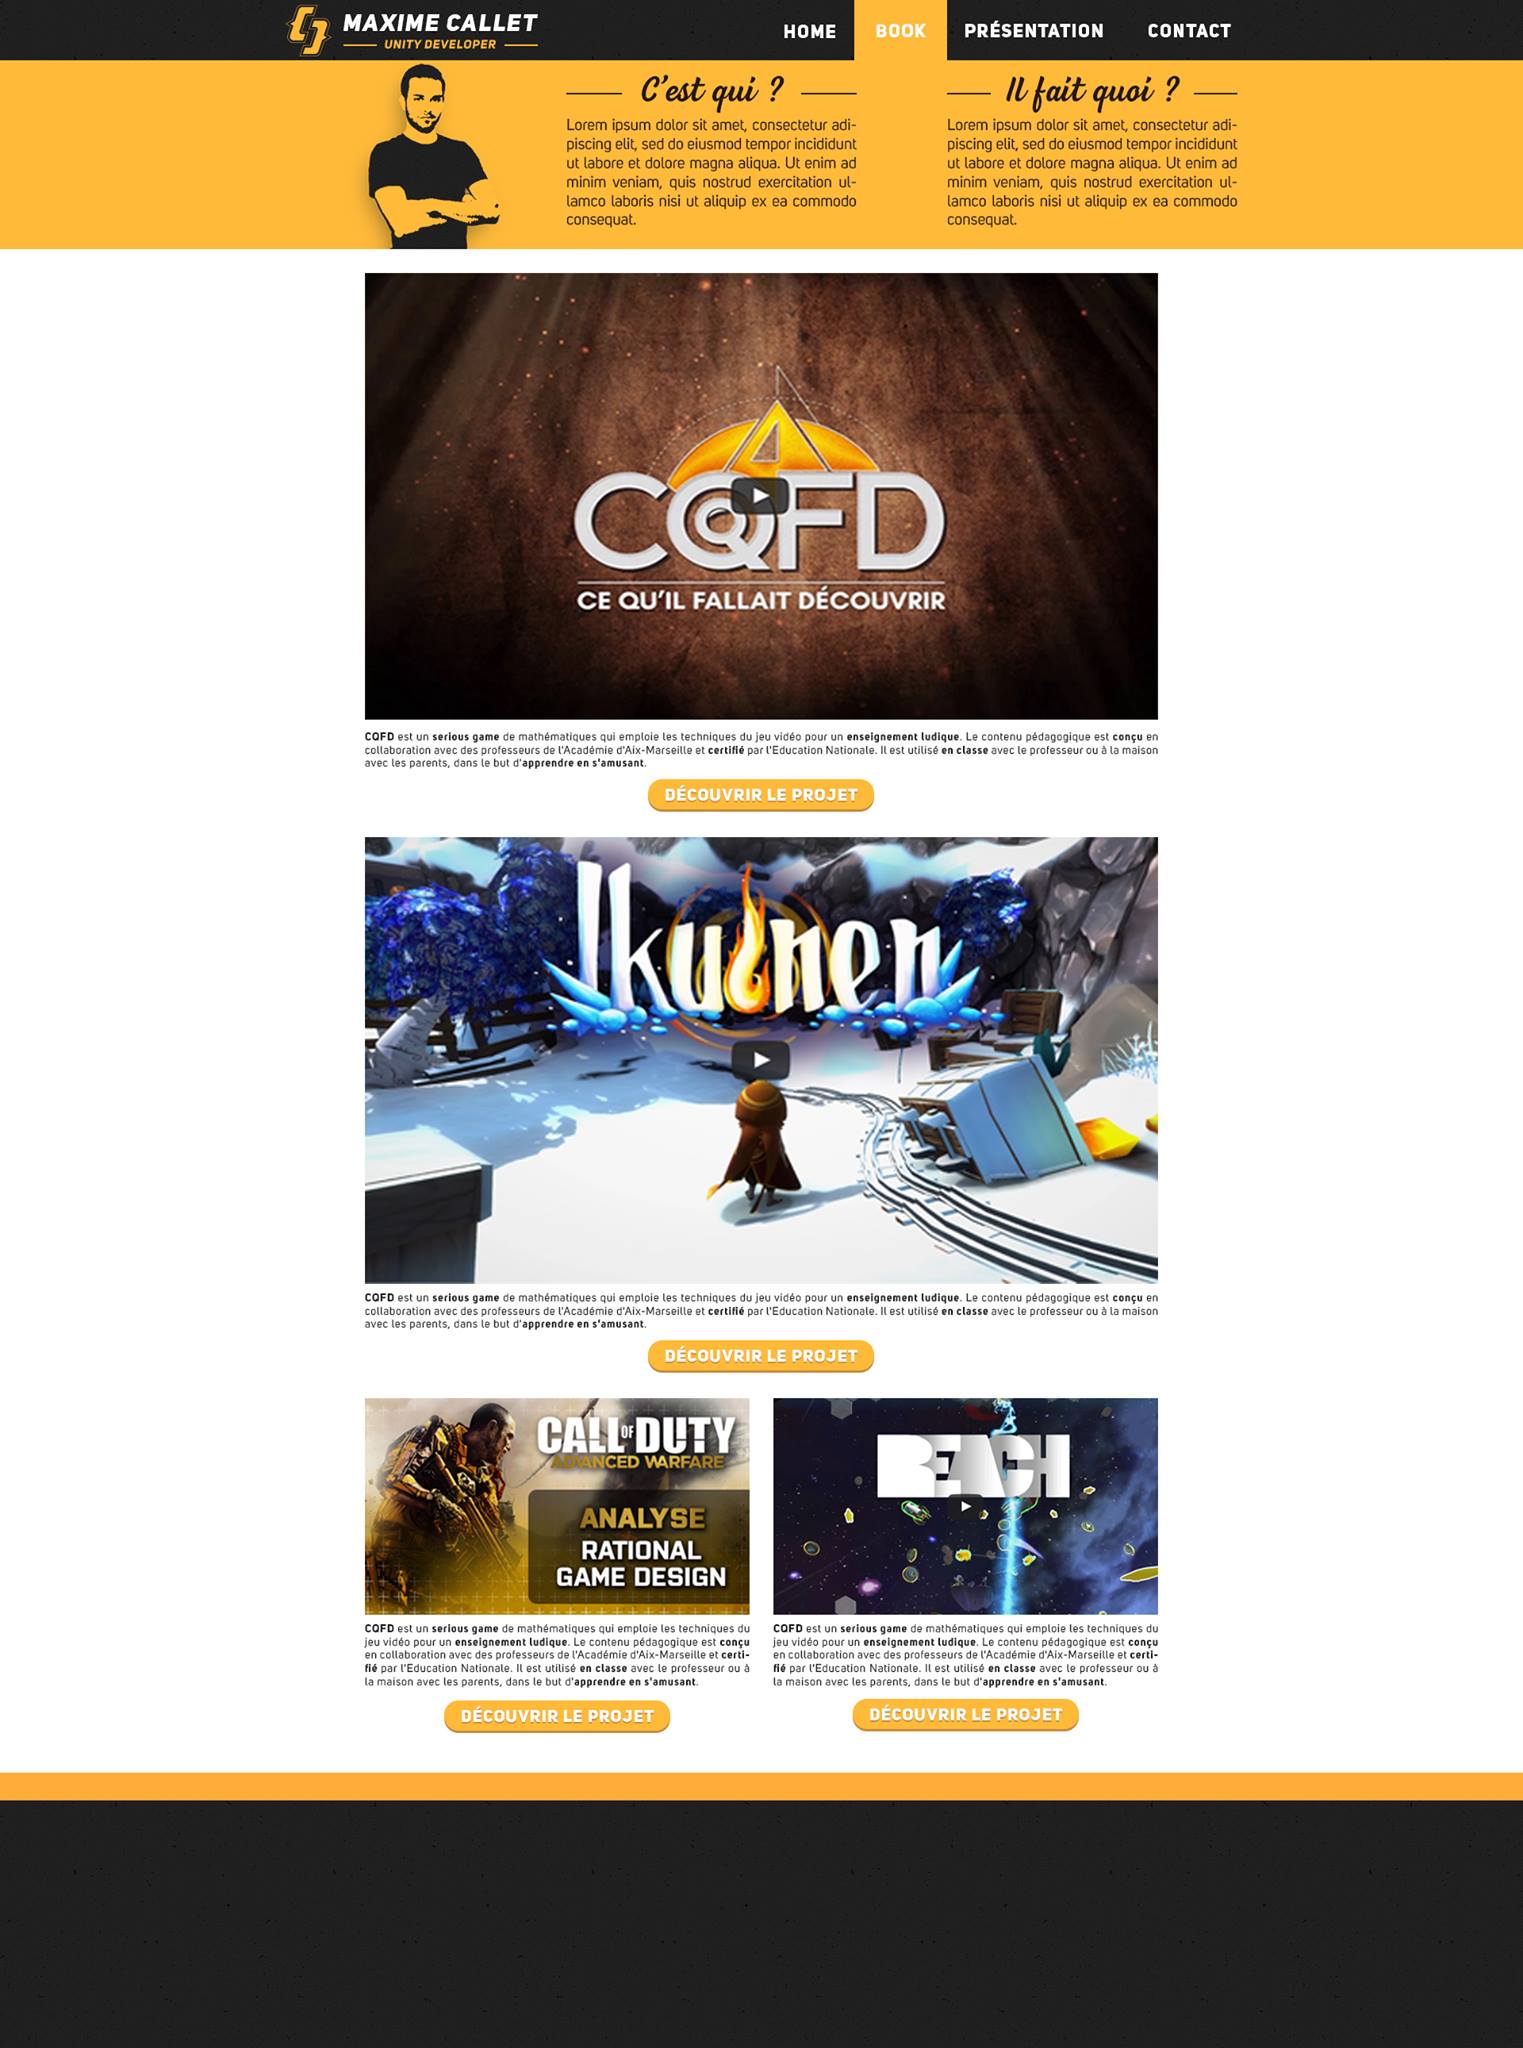 MAXIME CALLET
UNITY DEVELOPER
HOME BOOK PRÉSENTATION CONTACT
C'est qui ?
Lorem ipsum dolor sit amet, consectetur adi-
piscing elit, sed do eiusmod tempor incididunt
ut labore et dolore magna aliqua. Ut enim ad
minim veniam, quis nostrud exercitation ul-
lamco laboris nisi ut aliquip ex ea commodo
consequat.
Il fait quoi ?
Lorem ipsum dolor sit amet, consectetur adi-
piscing elit, sed do eiusmod tempor incididunt
ut labore et dolore magna aliqua. Ut enim ad
minim veniam, quis nostrud exercitation ul-
lamco laboris nisi ut aliquip ex ea commodo
consequat.
CQFD
CE QU'IL FALLAIT DÉCOUVRIR
CQFD est un serious game de mathématiques qui emploie les techniques du jeu vidéo pour un enseignement ludique. Le contenu pédagogique est conçu en
collaboration avec des professeurs de l'Académie d'Aix-Marseille et certifié par l'Education Nationale. Il est utilisé en classe avec le professeur ou à la maison
avec les parents, dans le but d'apprendre en s'amusant.
DÉCOUVRIR LE PROJET
Ikuinen
CQFD est un serious game de mathématiques qui emploie les techniques du jeu vidéo pour un enseignement ludique. Le contenu pédagogique est conçu en
collaboration avec des professeurs de l'Académie d'Aix-Marseille et certifié par l'Education Nationale. Il est utilisé en classe avec le professeur ou à la maison
avec les parents, dans le but d'apprendre en s'amusant.
DÉCOUVRIR LE PROJET
CALL OF DUTY
ADVANCED WARFARE
ANALYSE
RATIONAL
GAME DESIGN
CQFD est un serious game de mathématiques qui emploie les techniques du
jeu vidéo pour un enseignement ludique. Le contenu pédagogique est conçu
en collaboration avec des professeurs de l'Académie d'Aix-Marseille et certi-
fié par l'Education Nationale. Il est utilisé en classe avec le professeur ou à
la maison avec les parents, dans le but d'apprendre en s'amusant.
DÉCOUVRIR LE PROJET
REACH
CQFD est un serious game de mathématiques qui emploie les techniques du
jeu vidéo pour un enseignement ludique. Le contenu pédagogique est conçu
en collaboration avec des professeurs de l'Académie d'Aix-Marseille et certi-
fié par l'Education Nationale. Il est utilisé en classe avec le professeur ou à
la maison avec les parents, dans le but d'apprendre en s'amusant.
DÉCOUVRIR LE PROJET